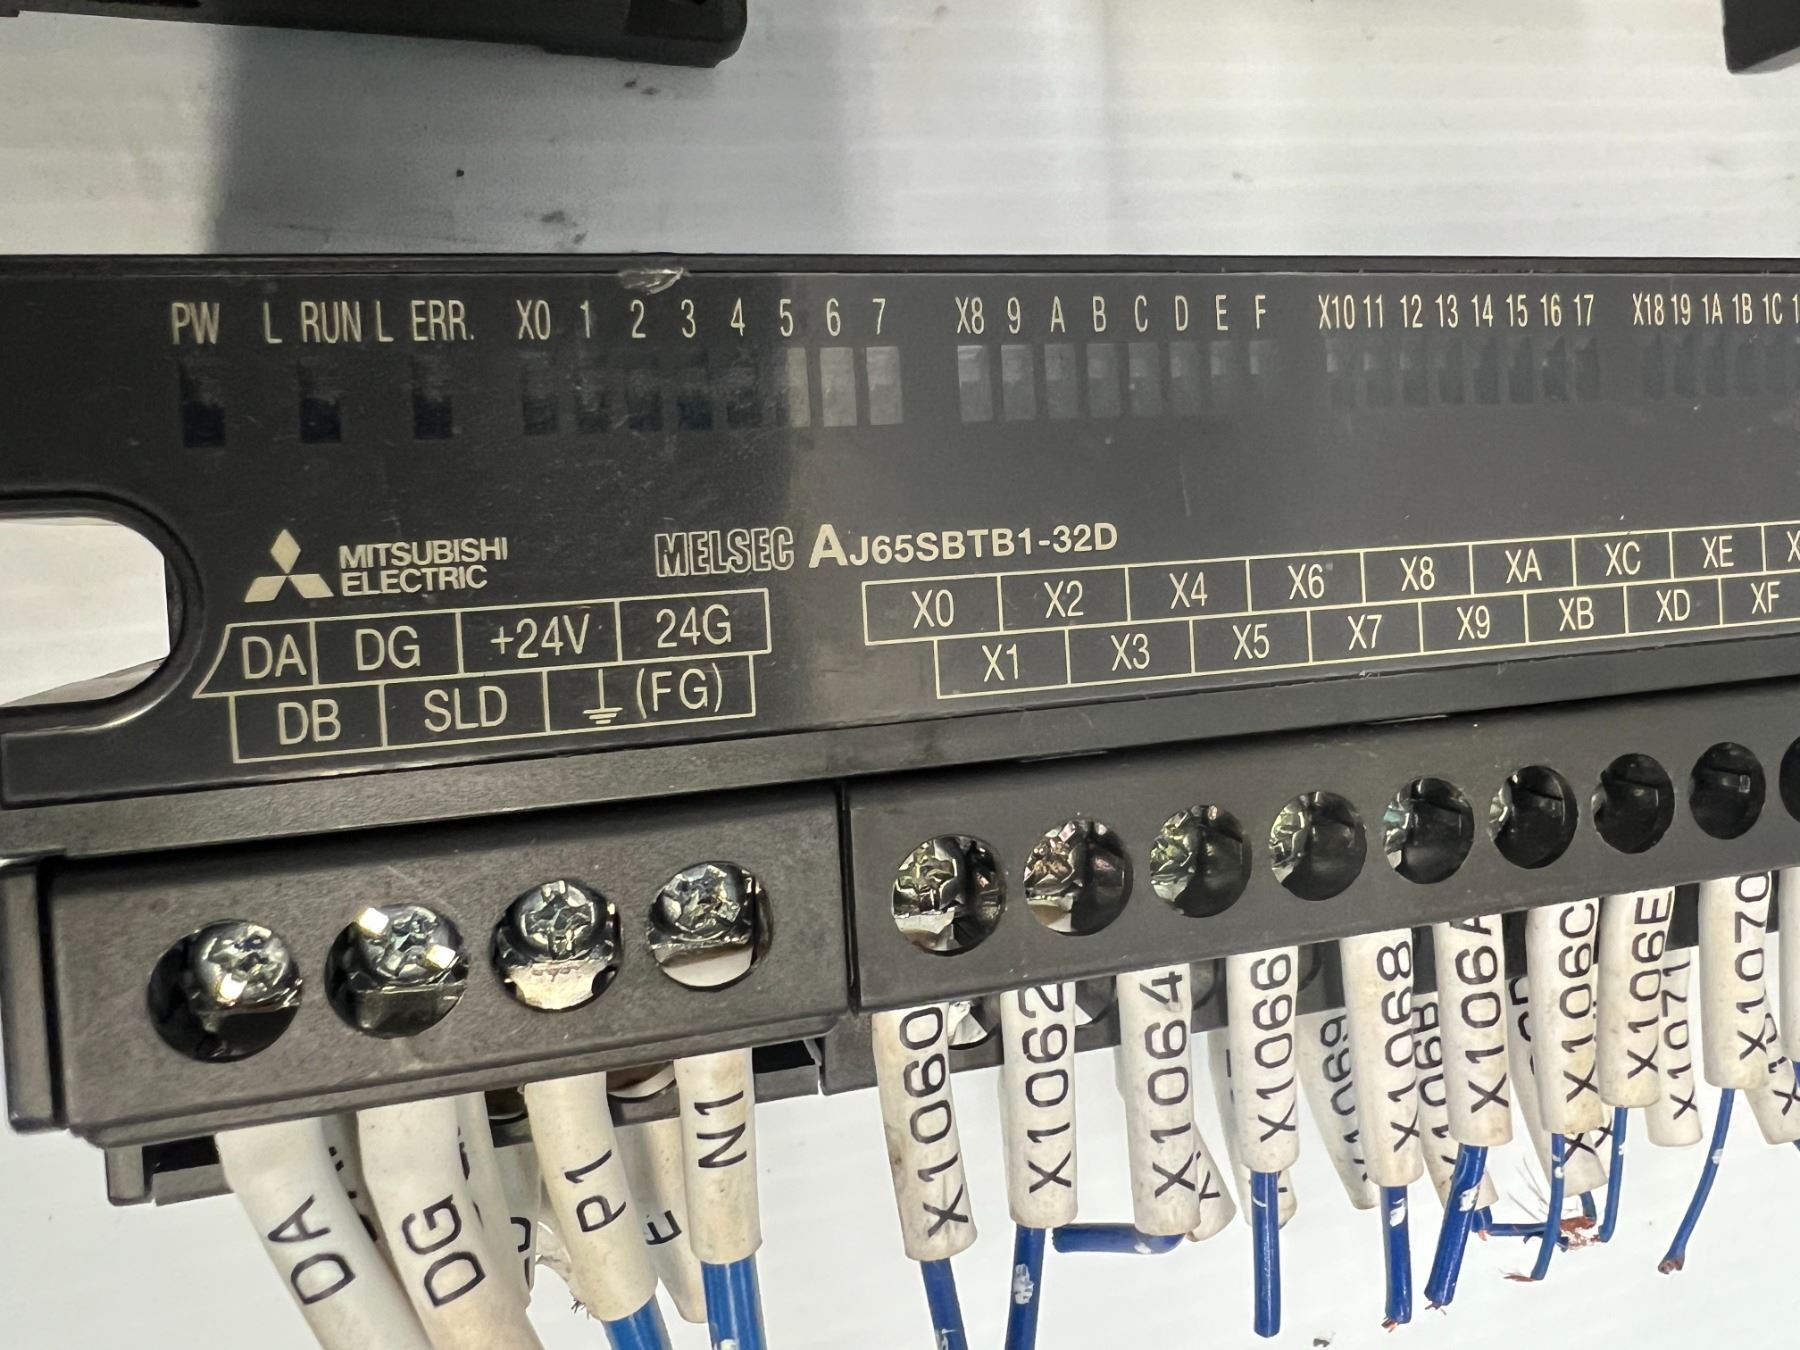 PW L RUN L ERR. X0 1 2 3 4 5 6 7 X8 9 A B C D E F X10 11 12 13 14 15 16 17 X18 19 1A 1B 1C
MITSUBISHI
ELECTRIC
MELSEC AJ65SBTB1-32D
DA DG +24V 24G
DB SLD (FG)
X0 X2 X4 X6 X8 XA XC XE
X1 X3 X5 X7 X9 XB XD XF
DA DG P1 N1 X1060 X1062 X1064 X1066 X1068 X106A X106C X106E X1070
E X1069 X1071